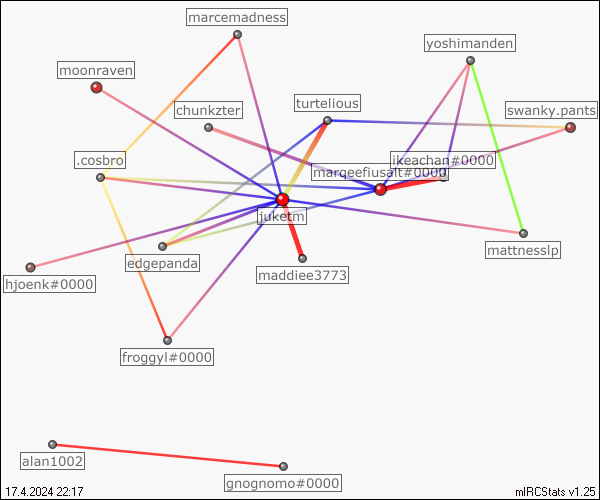 marcemadness
yoshimanden
moonraven
chunkzter
turtelious
swanky.pants
.cosbro
ikeachan#0000
marqeefiusalt#0000
juketm
mattnesslp
edgepanda
maddiee3773
hjoenk#0000
froggyl#0000
alan1002
gnognomo#0000
17.4.2024 22:17
mIRCStats v1.25